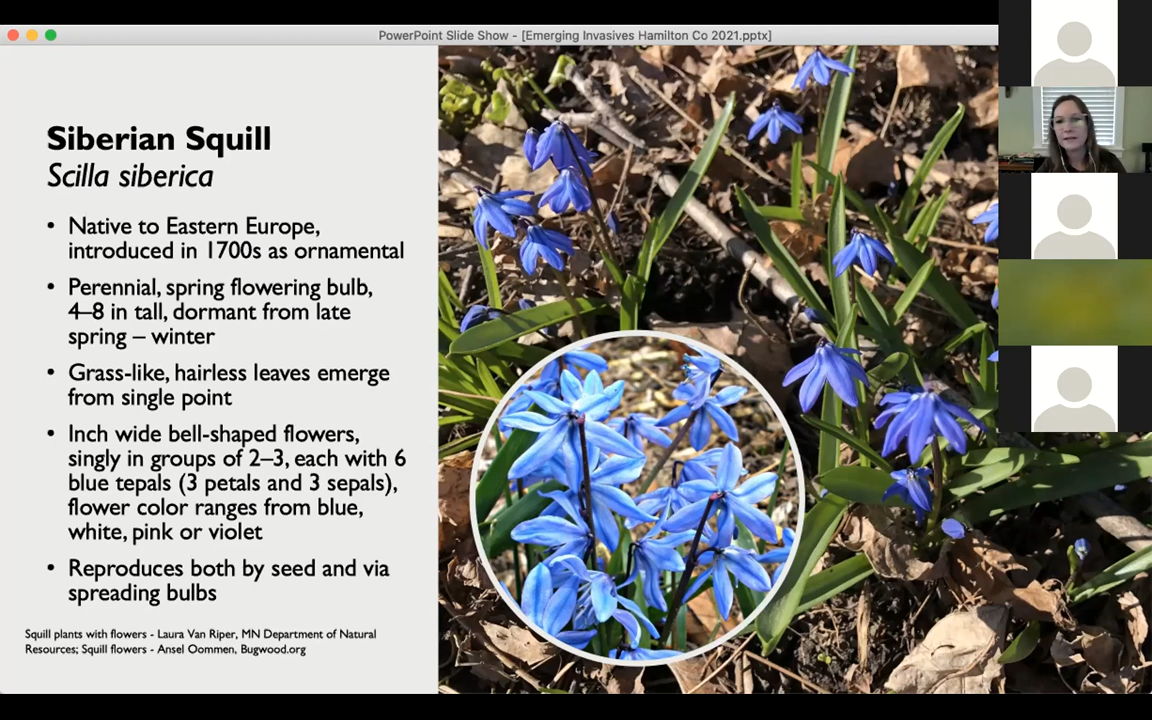 PowerPoint Slide Show - [Emerging Invasives Hamilton Co 2021.pptx]
Siberian Squill
Scilla siberica
• Native to Eastern Europe,
introduced in 1700s as ornamental
• Perennial, spring flowering bulb,
4–8 in tall, dormant from late
spring – winter
• Grass-like, hairless leaves emerge
from single point
• Inch wide bell-shaped flowers,
singly in groups of 2–3, each with 6
blue tepals (3 petals and 3 sepals),
flower color ranges from blue,
white, pink or violet
• Reproduces both by seed and via
spreading bulbs
Squill plants with flowers - Laura Van Riper, MN Department of Natural
Resources; Squill flowers - Ansel Oommen, Bugwood.org